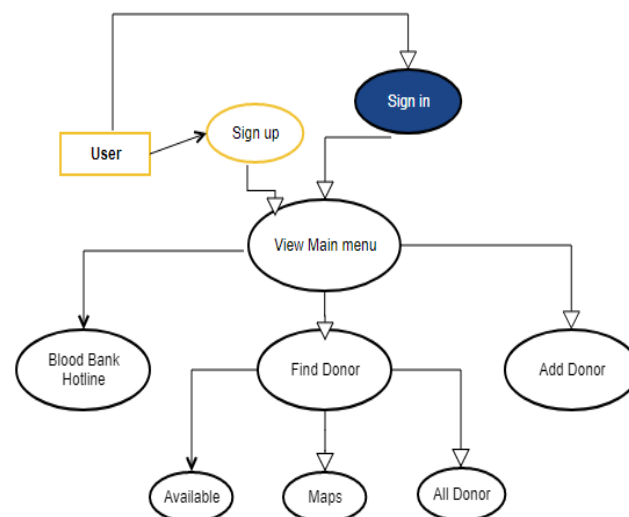 Sign in
Sign up
User
View Main menu
Blood Bank
Hotline
Find Donor
Add Donor
Available
Maps
All Donor